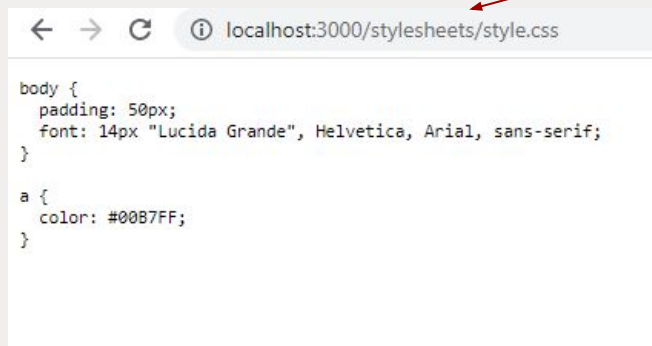 localhost:3000/stylesheets/style.css
body {
  padding: 50px;
  font: 14px "Lucida Grande", Helvetica, Arial, sans-serif;
}
a {
  color: #00B7FF;
}